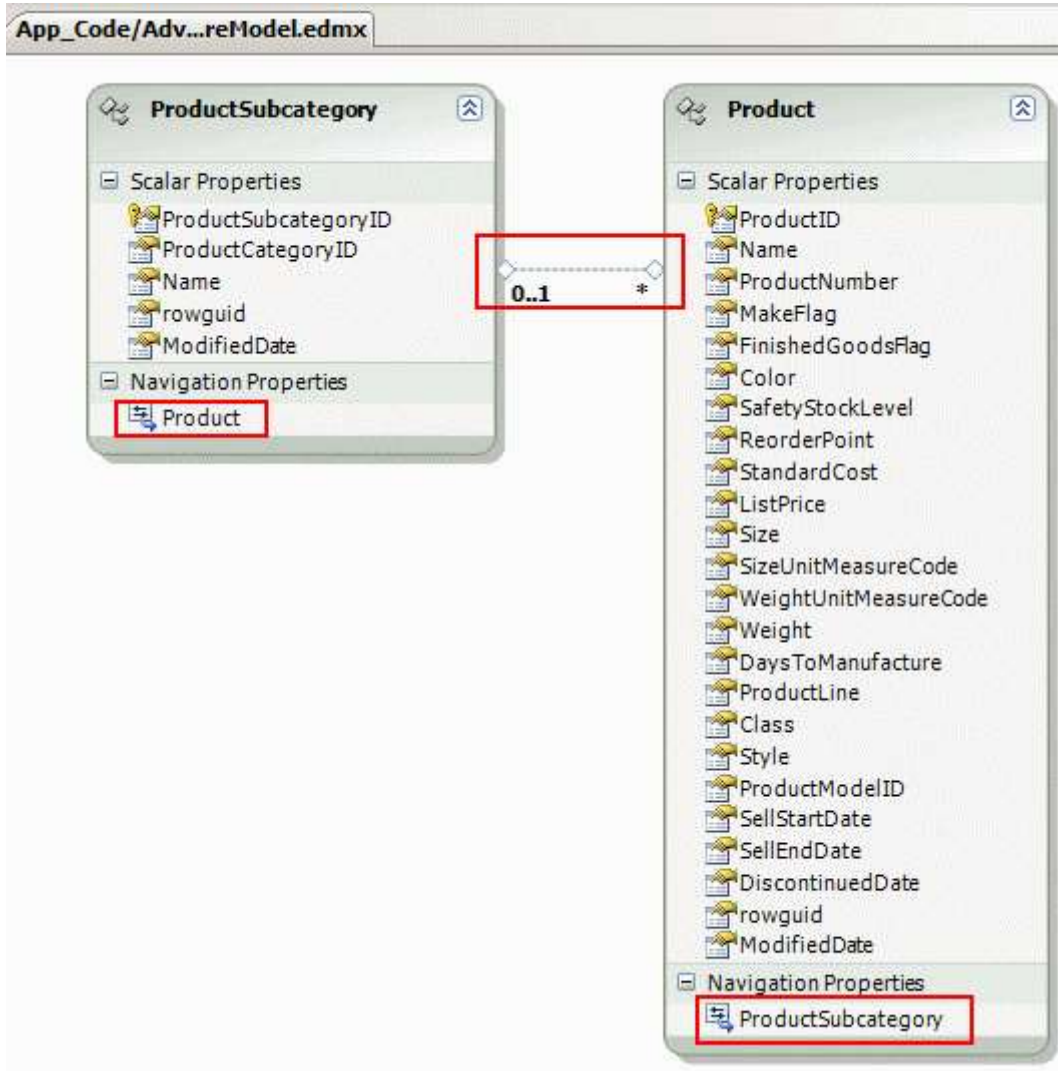 App_Code/Adv...reModel.edmx
ProductSubcategory
Scalar Properties
ProductSubcategoryID
ProductCategoryID
Name
rowguid
ModifiedDate
Navigation Properties
Product
0..1
*
Product
Scalar Properties
ProductID
Name
ProductNumber
MakeFlag
FinishedGoodsFlag
Color
SafetyStockLevel
ReorderPoint
StandardCost
ListPrice
Size
SizeUnitMeasureCode
WeightUnitMeasureCode
Weight
DaysToManufacture
ProductLine
Class
Style
ProductModelID
SellStartDate
SellEndDate
DiscontinuedDate
rowguid
ModifiedDate
Navigation Properties
ProductSubcategory